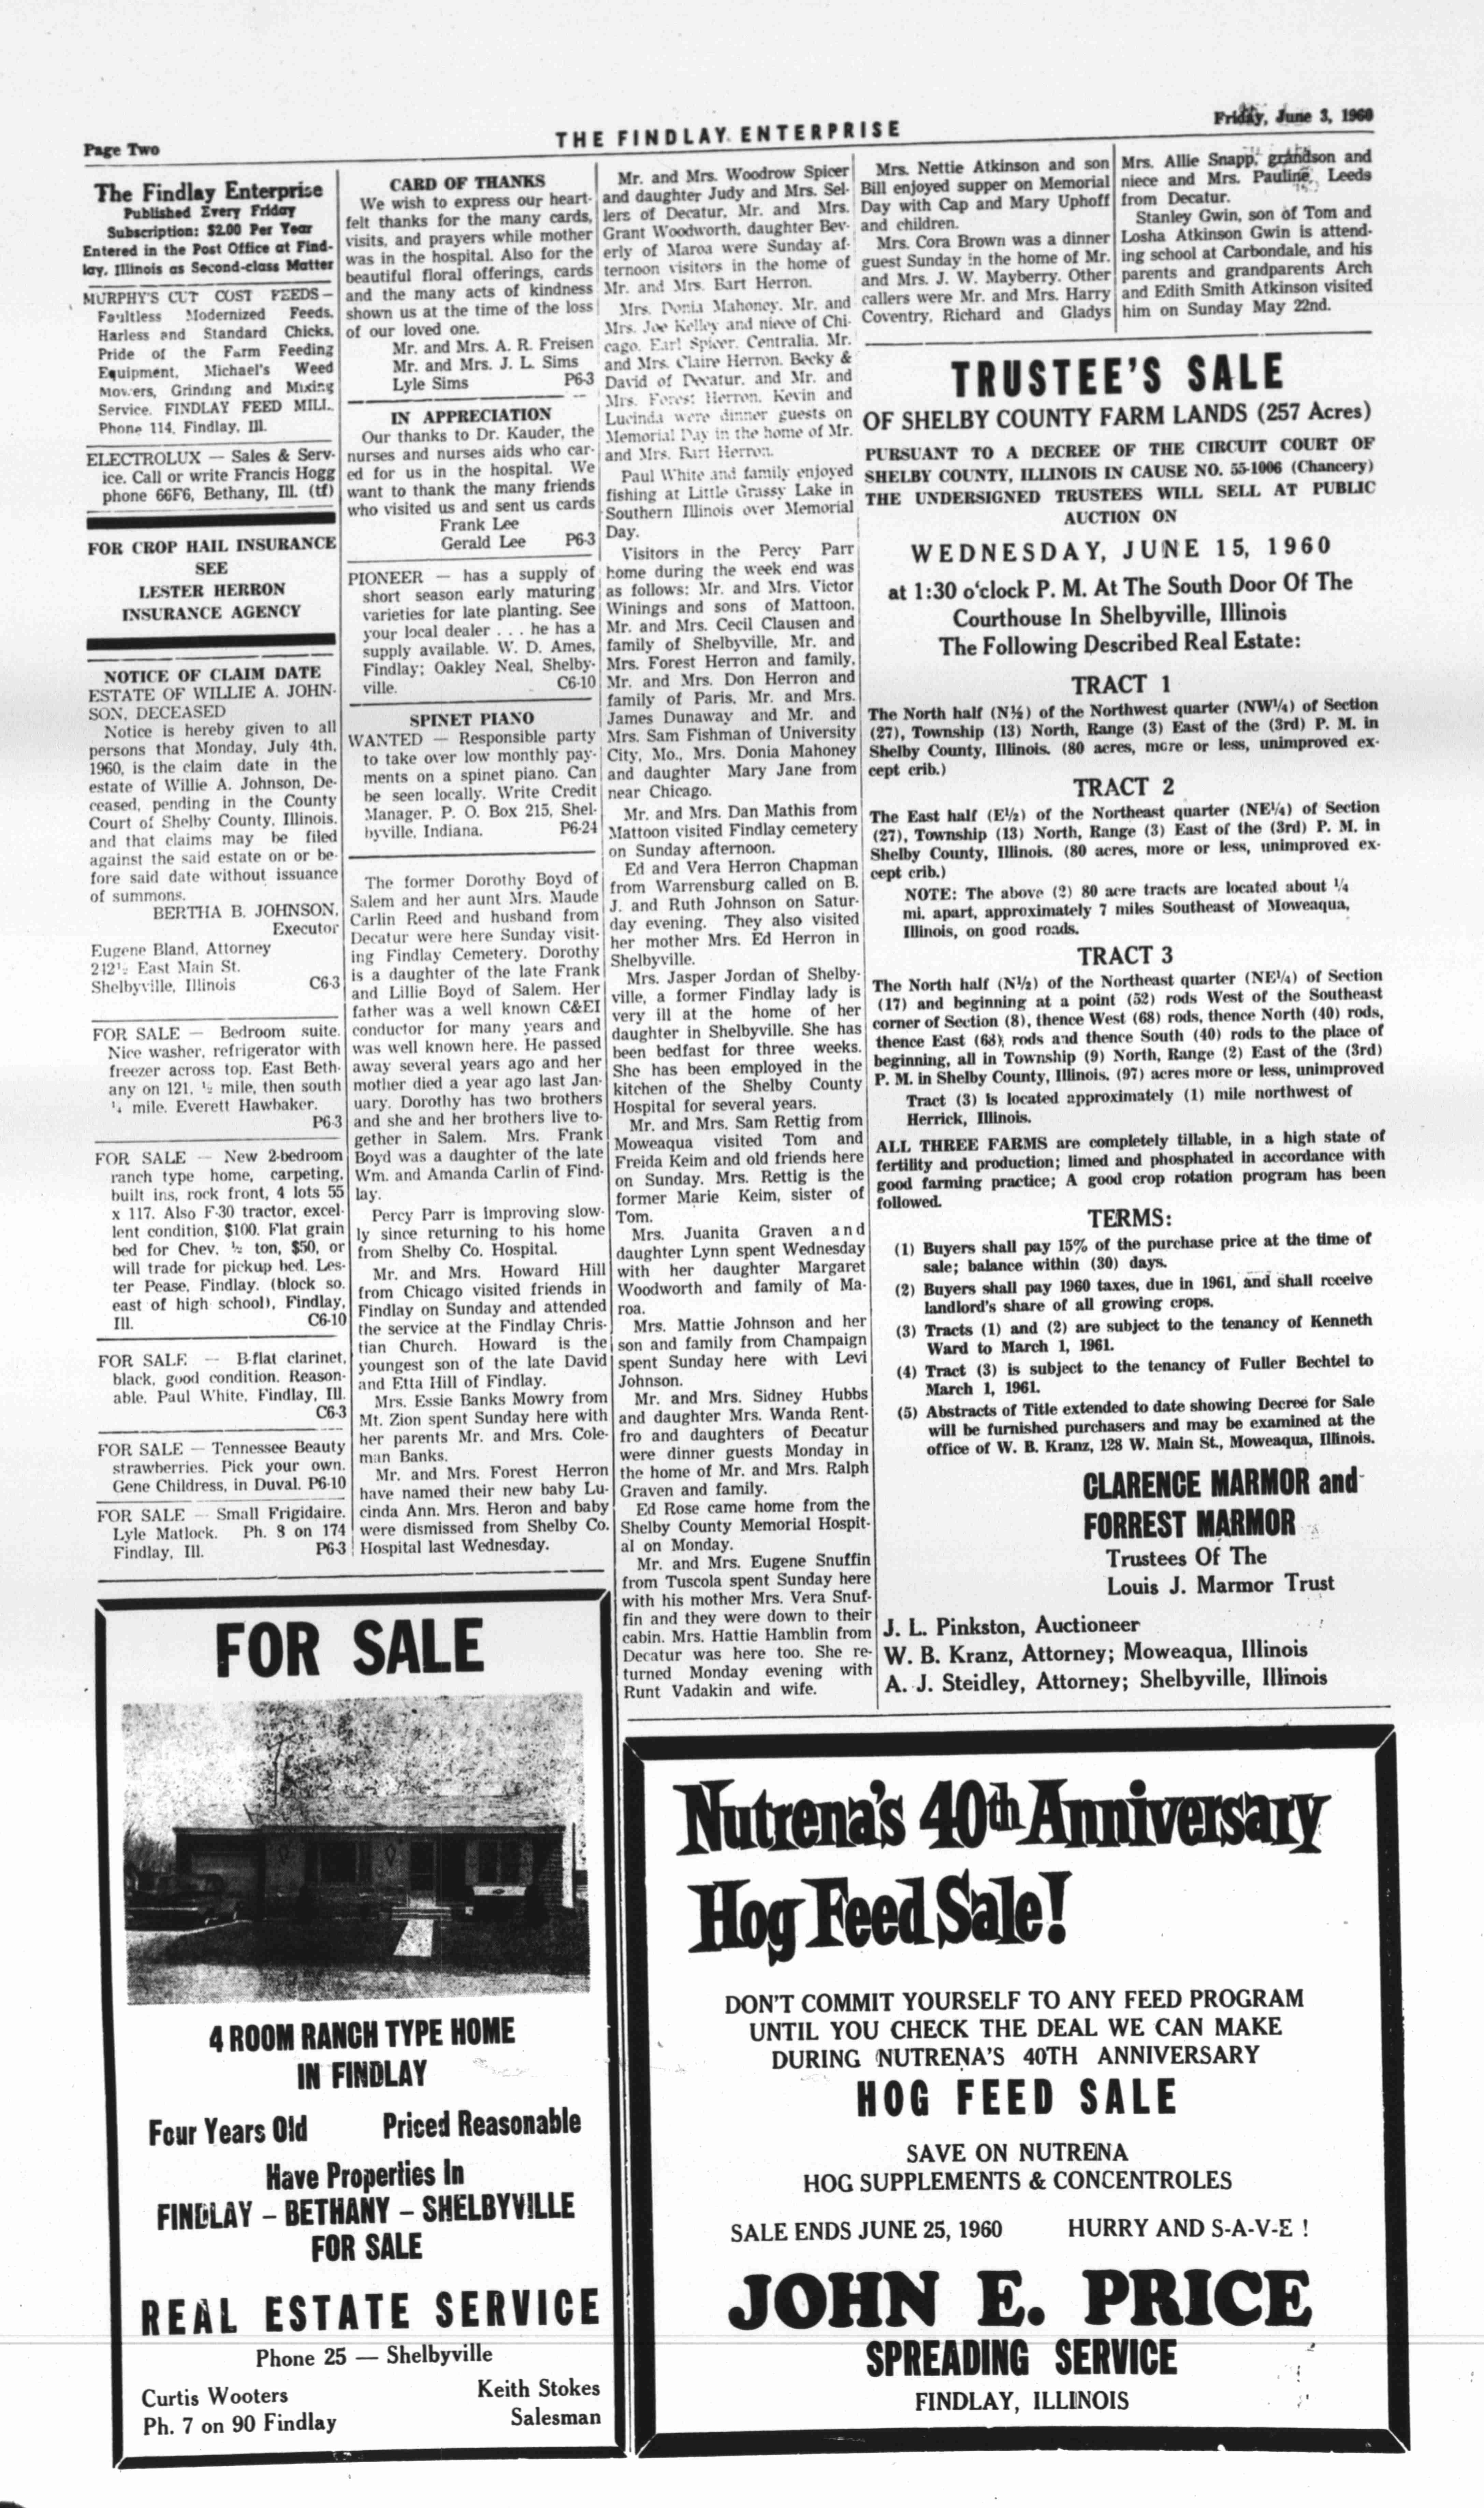 Page Two
THE FINDLAY ENTERPRISE
Friday, June 3, 1960
The Findlay Enterprise
Published Every Friday
Subscription: $2.00 Per Year
Entered in the Post Office at Find-
lay, Illinois as Second-class Matter
MURPHY'S CUT COST FEEDS—
Faultless Modernized Feeds,
Harless and Standard Chicks,
Pride of the Farm Feeding
Equipment, Michael's Weed
Mowers, Grinding and Mixing
Service. FINDLAY FEED MILL.
Phone 114, Findlay, Ill.
ELECTROLUX — Sales & Serv-
ice. Call or write Francis Hogg
phone 66F6, Bethany, Ill. (tf)
FOR CROP HAIL INSURANCE
SEE
LESTER HERRON
INSURANCE AGENCY
NOTICE OF CLAIM DATE
ESTATE OF WILLIE A. JOHN-
SON, DECEASED
Notice is hereby given to all
persons that Monday, July 4th,
1960, is the claim date in the
estate of Willie A. Johnson, De-
ceased, pending in the County
Court of Shelby County, Illinois,
and that claims may be filed
against the said estate on or be-
fore said date without issuance
of summons.
BERTHA B. JOHNSON,
Executor
Eugene Bland, Attorney
212½ East Main St.
Shelbyville, Illinois C6-3
FOR SALE — Bedroom suite.
Nice washer, refrigerator with
freezer across top. East Beth-
any on 121, ½ mile, then south
¼ mile. Everett Hawbaker.
P6-3
FOR SALE — New 2-bedroom
ranch type home, carpeting,
built ins, rock front, 4 lots 55
x 117. Also F-30 tractor, excel-
lent condition, $100. Flat grain
bed for Chev. ½ ton, $50, or
will trade for pickup bed. Les-
ter Pease, Findlay. (block so.
east of high school), Findlay,
Ill. C6-10
FOR SALE — B-flat clarinet,
black, good condition. Reason-
able. Paul White, Findlay, Ill.
C6-3
FOR SALE — Tennessee Beauty
strawberries. Pick your own.
Gene Childress, in Duval. P6-10
FOR SALE — Small Frigidaire.
Lyle Matlock. Ph. 8 on 174
Findlay, Ill. P6-3
CARD OF THANKS
We wish to express our heart-
felt thanks for the many cards,
visits, and prayers while mother
was in the hospital. Also for the
beautiful floral offerings, cards
and the many acts of kindness
shown us at the time of the loss
of our loved one.
Mr. and Mrs. A. R. Freisen
Mr. and Mrs. J. L. Sims
Lyle Sims P6-3
IN APPRECIATION
Our thanks to Dr. Kauder, the
nurses and nurses aids who car-
ed for us in the hospital. We
want to thank the many friends
who visited us and sent us cards
Frank Lee
Gerald Lee P6-3
PIONEER — has a supply of
short season early maturing
varieties for late planting. See
your local dealer . . . he has a
supply available. W. D. Ames,
Findlay; Oakley Neal, Shelby-
ville. C6-10
SPINET PIANO
WANTED — Responsible party
to take over low monthly pay-
ments on a spinet piano. Can
be seen locally. Write Credit
Manager, P. O. Box 215, Shel-
byville, Indiana. P6-24
The former Dorothy Boyd of
Salem and her aunt Mrs. Maude
Carlin Reed and husband from
Decatur were here Sunday visit-
ing Findlay Cemetery. Dorothy
is a daughter of the late Frank
and Lillie Boyd of Salem. Her
father was a well known C&EI
conductor for many years and
was well known here. He passed
away several years ago and her
mother died a year ago last Jan-
uary. Dorothy has two brothers
and she and her brothers live to-
gether in Salem. Mrs. Frank
Boyd was a daughter of the late
Wm. and Amanda Carlin of Find-
lay.
Percy Parr is improving slow-
ly since returning to his home
from Shelby Co. Hospital.
Mr. and Mrs. Howard Hill
from Chicago visited friends in
Findlay on Sunday and attended
the service at the Findlay Chris-
tian Church. Howard is the
youngest son of the late David
and Etta Hill of Findlay.
Mrs. Essie Banks Mowry from
Mt. Zion spent Sunday here with
her parents Mr. and Mrs. Cole-
man Banks.
Mr. and Mrs. Forest Herron
have named their new baby Lu-
cinda Ann. Mrs. Heron and baby
were dismissed from Shelby Co.
Hospital last Wednesday.
Mr. and Mrs. Woodrow Spicer
and daughter Judy and Mrs. Sel-
lers of Decatur, Mr. and Mrs.
Grant Woodworth, daughter Bev-
erly of Maroa were Sunday af-
ternoon visitors in the home of
Mr. and Mrs. Bart Herron.
Mrs. Donia Mahoney, Mr. and
Mrs. Joe Kelley and niece of Chi-
cago, Earl Spicer, Centralia, Mr.
and Mrs. Claire Herron, Becky &
David of Decatur, and Mr. and
Mrs. Forest Herron, Kevin and
Lucinda were dinner guests on
Memorial Day in the home of Mr.
and Mrs. Bart Herron.
Paul White and family enjoyed
fishing at Little Grassy Lake in
Southern Illinois over Memorial
Day.
Visitors in the Percy Parr
home during the week end was
as follows: Mr. and Mrs. Victor
Winings and sons of Mattoon,
Mr. and Mrs. Cecil Clausen and
family of Shelbyville, Mr. and
Mrs. Forest Herron and family,
Mr. and Mrs. Don Herron and
family of Paris, Mr. and Mrs.
James Dunaway and Mr. and
Mrs. Sam Fishman of University
City, Mo., Mrs. Donia Mahoney
and daughter Mary Jane from
near Chicago.
Mr. and Mrs. Dan Mathis from
Mattoon visited Findlay cemetery
on Sunday afternoon.
Ed and Vera Herron Chapman
from Warrensburg called on B.
J. and Ruth Johnson on Satur-
day evening. They also visited
her mother Mrs. Ed Herron in
Shelbyville.
Mrs. Jasper Jordan of Shelby-
ville, a former Findlay lady is
very ill at the home of her
daughter in Shelbyville. She has
been bedfast for three weeks.
She has been employed in the
kitchen of the Shelby County
Hospital for several years.
Mr. and Mrs. Sam Rettig from
Moweaqua visited Tom and
Freida Keim and old friends here
on Sunday. Mrs. Rettig is the
former Marie Keim, sister of
Tom.
Mrs. Juanita Graven and
daughter Lynn spent Wednesday
with her daughter Margaret
Woodworth and family of Ma-
roa.
Mrs. Mattie Johnson and her
son and family from Champaign
spent Sunday here with Levi
Johnson.
Mr. and Mrs. Sidney Hubbs
and daughter Mrs. Wanda Rent-
fro and daughters of Decatur
were dinner guests Monday in
the home of Mr. and Mrs. Ralph
Graven and family.
Ed Rose came home from the
Shelby County Memorial Hospit-
al on Monday.
Mr. and Mrs. Eugene Snuffin
from Tuscola spent Sunday here
with his mother Mrs. Vera Snuf-
fin and they were down to their
cabin. Mrs. Hattie Hamblin from
Decatur was here too. She re-
turned Monday evening with
Runt Vadakin and wife.
Mrs. Nettie Atkinson and son
Bill enjoyed supper on Memorial
Day with Cap and Mary Uphoff
and children.
Mrs. Cora Brown was a dinner
guest Sunday in the home of Mr.
and Mrs. J. W. Mayberry. Other
callers were Mr. and Mrs. Harry
Coventry, Richard and Gladys
Mrs. Allie Snapp, grandson and
niece and Mrs. Pauline Leeds
from Decatur.
Stanley Gwin, son of Tom and
Losha Atkinson Gwin is attend-
ing school at Carbondale, and his
parents and grandparents Arch
and Edith Smith Atkinson visited
him on Sunday May 22nd.
TRUSTEE'S SALE
OF SHELBY COUNTY FARM LANDS (257 Acres)
PURSUANT TO A DECREE OF THE CIRCUIT COURT OF
SHELBY COUNTY, ILLINOIS IN CAUSE NO. 55-1006 (Chancery)
THE UNDERSIGNED TRUSTEES WILL SELL AT PUBLIC
AUCTION ON
WEDNESDAY, JUNE 15, 1960
at 1:30 o'clock P. M. At The South Door Of The
Courthouse In Shelbyville, Illinois
The Following Described Real Estate:
TRACT 1
The North half (N½) of the Northwest quarter (NW¼) of Section
(27), Township (13) North, Range (3) East of the (3rd) P. M. in
Shelby County, Illinois. (80 acres, more or less, unimproved ex-
cept crib.)
TRACT 2
The East half (E½) of the Northeast quarter (NE¼) of Section
(27), Township (13) North, Range (3) East of the (3rd) P. M. in
Shelby County, Illinois. (80 acres, more or less, unimproved ex-
cept crib.)
NOTE: The above (2) 80 acre tracts are located about ¼
mi. apart, approximately 7 miles Southeast of Moweaqua,
Illinois, on good roads.
TRACT 3
The North half (N½) of the Northeast quarter (NE¼) of Section
(17) and beginning at a point (52) rods West of the Southeast
corner of Section (8), thence West (68) rods, thence North (40) rods,
thence East (68), rods and thence South (40) rods to the place of
beginning, all in Township (9) North, Range (2) East of the (3rd)
P. M. in Shelby County, Illinois, (97) acres more or less, unimproved
Tract (3) is located approximately (1) mile northwest of
Herrick, Illinois.
ALL THREE FARMS are completely tillable, in a high state of
fertility and production; limed and phosphated in accordance with
good farming practice; A good crop rotation program has been
followed.
TERMS:
(1) Buyers shall pay 15% of the purchase price at the time of
sale; balance within (30) days.
(2) Buyers shall pay 1960 taxes, due in 1961, and shall receive
landlord's share of all growing crops.
(3) Tracts (1) and (2) are subject to the tenancy of Kenneth
Ward to March 1, 1961.
(4) Tract (3) is subject to the tenancy of Fuller Bechtel to
March 1, 1961.
(5) Abstracts of Title extended to date showing Decree for Sale
will be furnished purchasers and may be examined at the
office of W. B. Kranz, 128 W. Main St., Moweaqua, Illinois.
CLARENCE MARMOR and
FORREST MARMOR
Trustees Of The
Louis J. Marmor Trust
J. L. Pinkston, Auctioneer
W. B. Kranz, Attorney; Moweaqua, Illinois
A. J. Steidley, Attorney; Shelbyville, Illinois
FOR SALE
4 ROOM RANCH TYPE HOME
IN FINDLAY
Four Years Old Priced Reasonable
Have Properties In
FINDLAY – BETHANY – SHELBYVILLE
FOR SALE
REAL ESTATE SERVICE
Phone 25 — Shelbyville
Curtis Wooters
Ph. 7 on 90 Findlay
Keith Stokes
Salesman
Nutrena's 40th Anniversary
Hog Feed Sale!
DON'T COMMIT YOURSELF TO ANY FEED PROGRAM
UNTIL YOU CHECK THE DEAL WE CAN MAKE
DURING NUTRENA'S 40TH ANNIVERSARY
HOG FEED SALE
SAVE ON NUTRENA
HOG SUPPLEMENTS & CONCENTROLES
SALE ENDS JUNE 25, 1960 HURRY AND S-A-V-E !
JOHN E. PRICE
SPREADING SERVICE
FINDLAY, ILLINOIS